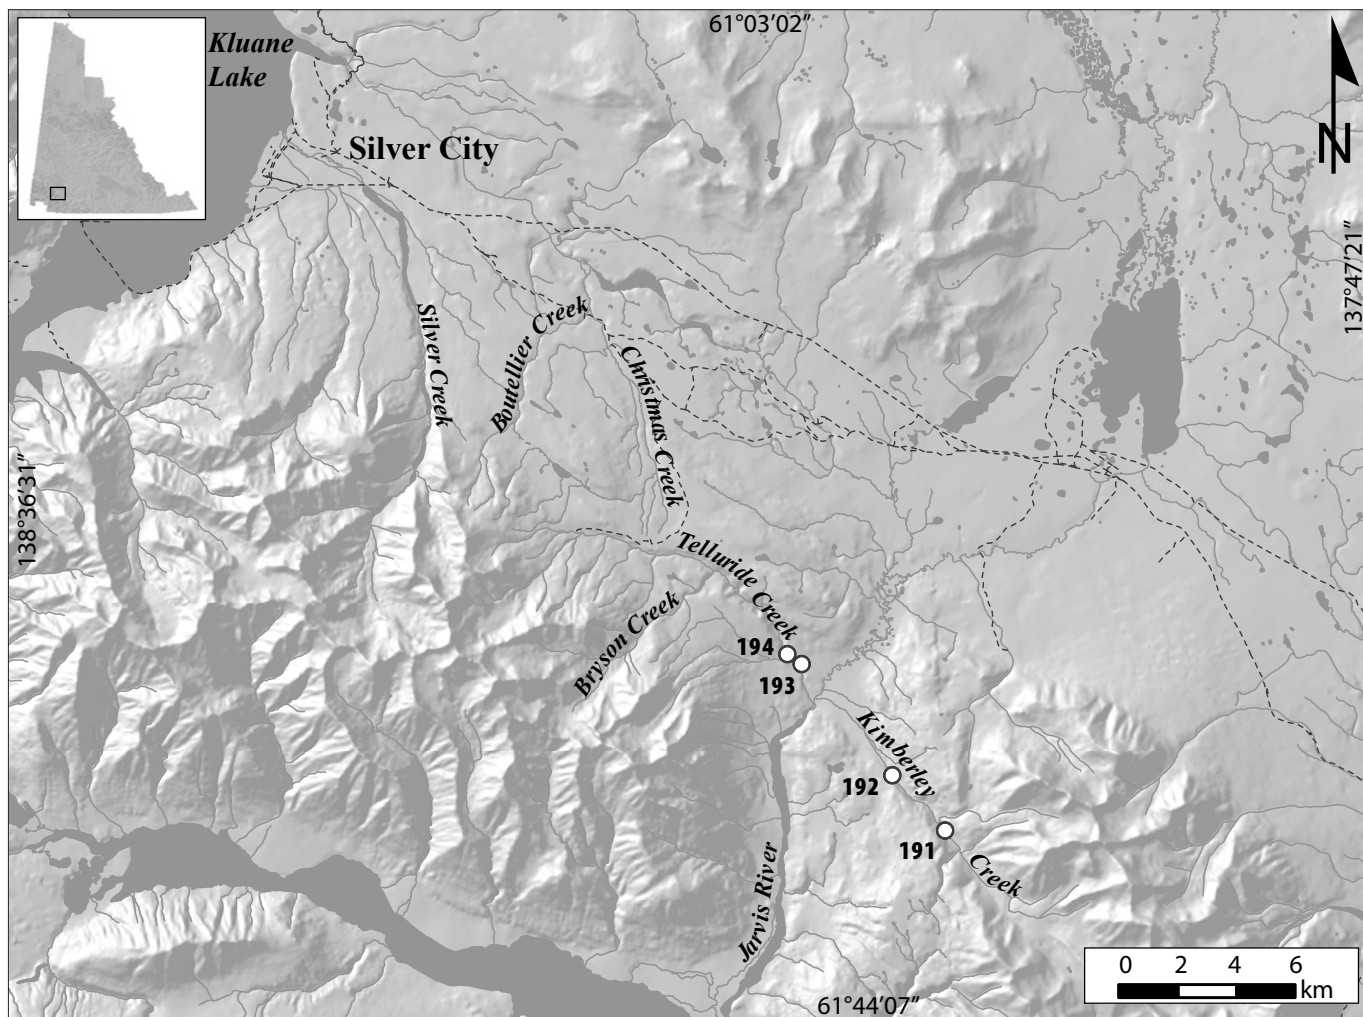 61°03′02″
Kluane
Lake
N
Silver City
137°47′21″
Silver Creek
Boutellier Creek
Christmas Creek
138°36′31″
Telluride Creek
Bryson Creek
194
193
Kimberley
192
191
Creek
Jarvis River
0 2 4 6
km
61°44′07″